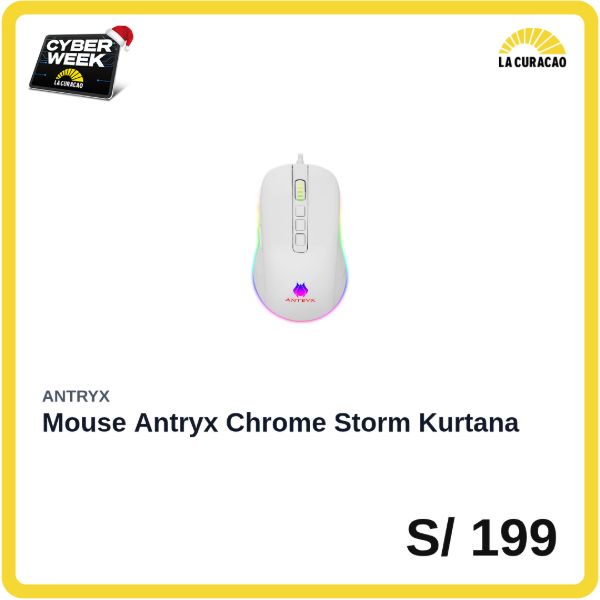 CYBER
WEEK
LA CURACAO
LA CURACAO
ANTRYX
ANTRYX
Mouse Antryx Chrome Storm Kurtana
S/ 199